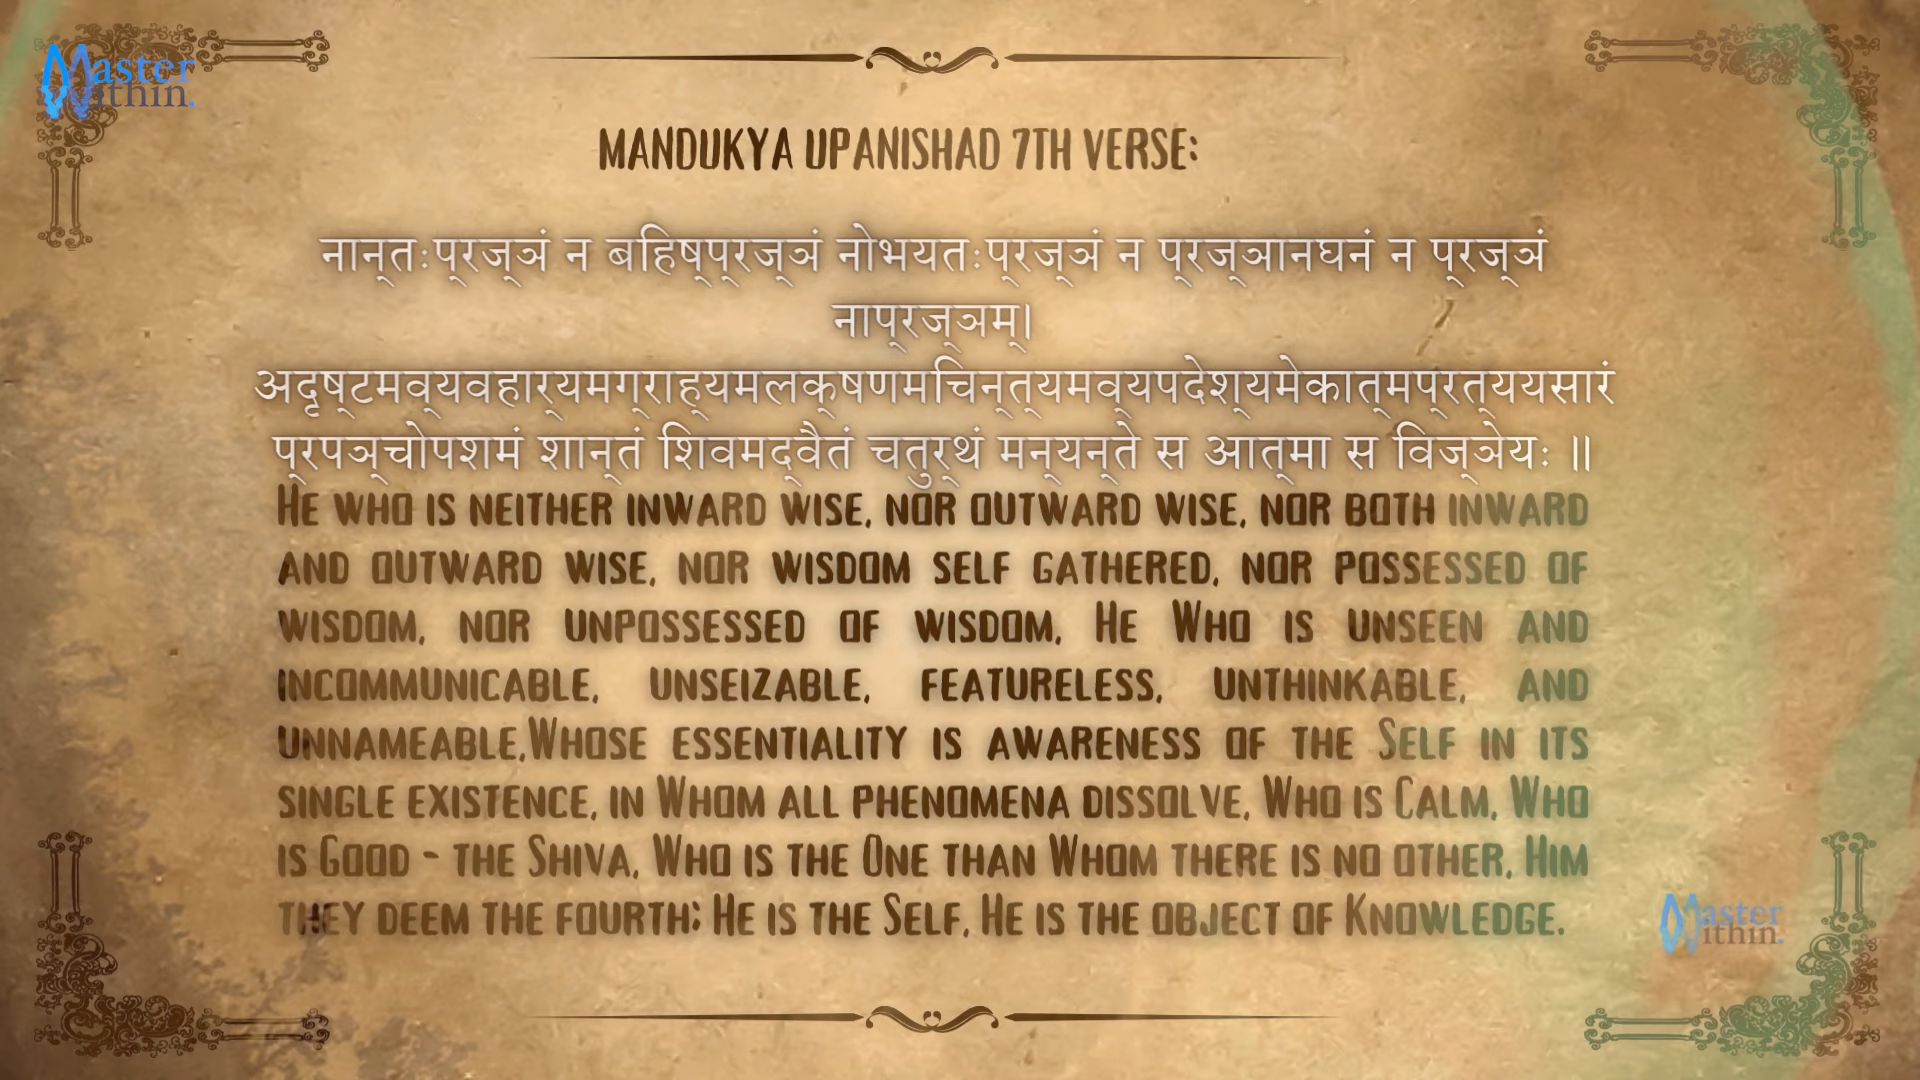 Master
Within.
MANDUKYA UPANISHAD 7TH VERSE:
नान्तःप्रज्ञं न बहिष्प्रज्ञं नोभयतःप्रज्ञं न प्रज्ञानघनं न प्रज्ञं
नाप्रज्ञम्।
अदृष्टमव्यवहार्यमग्राह्यमलक्षणमचिन्त्यमव्यपदेश्यमेकात्मप्रत्ययसारं
प्रपञ्चोपशमं शान्तं शिवमद्वैतं चतुर्थं मन्यन्ते स आत्मा स विज्ञेयः ॥
He who is neither inward wise, nor outward wise, nor both inward
and outward wise, nor wisdom self gathered, nor possessed of
wisdom, nor unpossessed of wisdom, He Who is unseen and
incommunicable, unseizable, featureless, unthinkable, and
unnameable,Whose essentiality is awareness of the Self in its
single existence, in Whom all phenomena dissolve, Who is Calm, Who
is Good - the Shiva, Who is the One than Whom there is no other, Him
they deem the fourth; He is the Self, He is the object of Knowledge.
Master
Within.